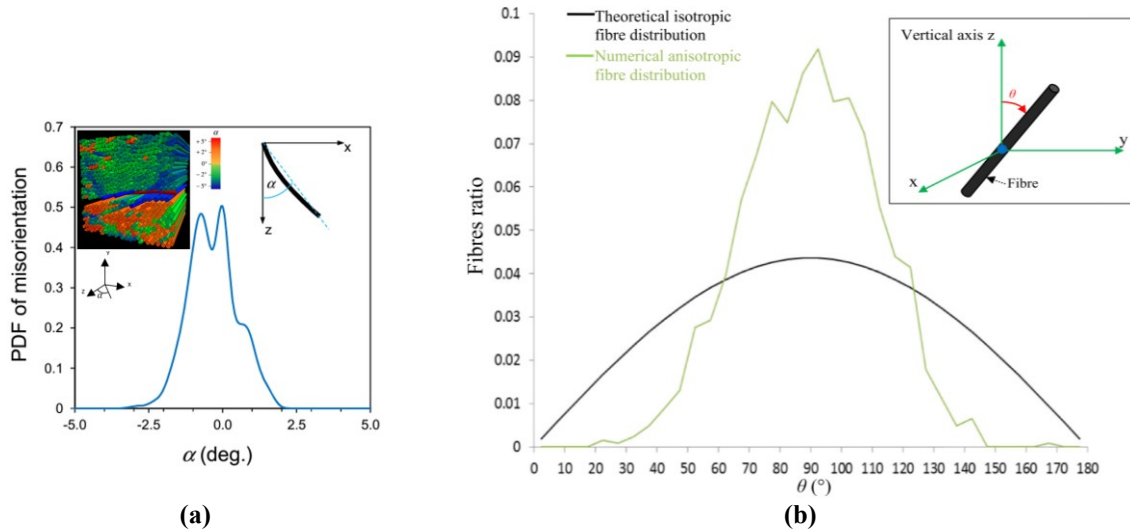 0.7
0.6
0.5
0.4
0.3
0.2
0.1
0
-5.0
-2.5
0.0
2.5
5.0
PDF of misorientation
α (deg.)
α
+ 5°
+ 2°
0°
- 2°
x
α
z
Y
Z
X
α
(a)
0.1
0.09
0.08
0.07
0.06
0.05
0.04
0.03
0.02
0.01
0
0 10 20 30 40 50 60 70 80 90 100 110 120 130 140 150 160 170 180
Fibres ratio
θ (°)
Theoretical isotropic
fibre distribution
Numerical anisotropic
fibre distribution
Vertical axis z
θ
y
x
Fibre
(b)